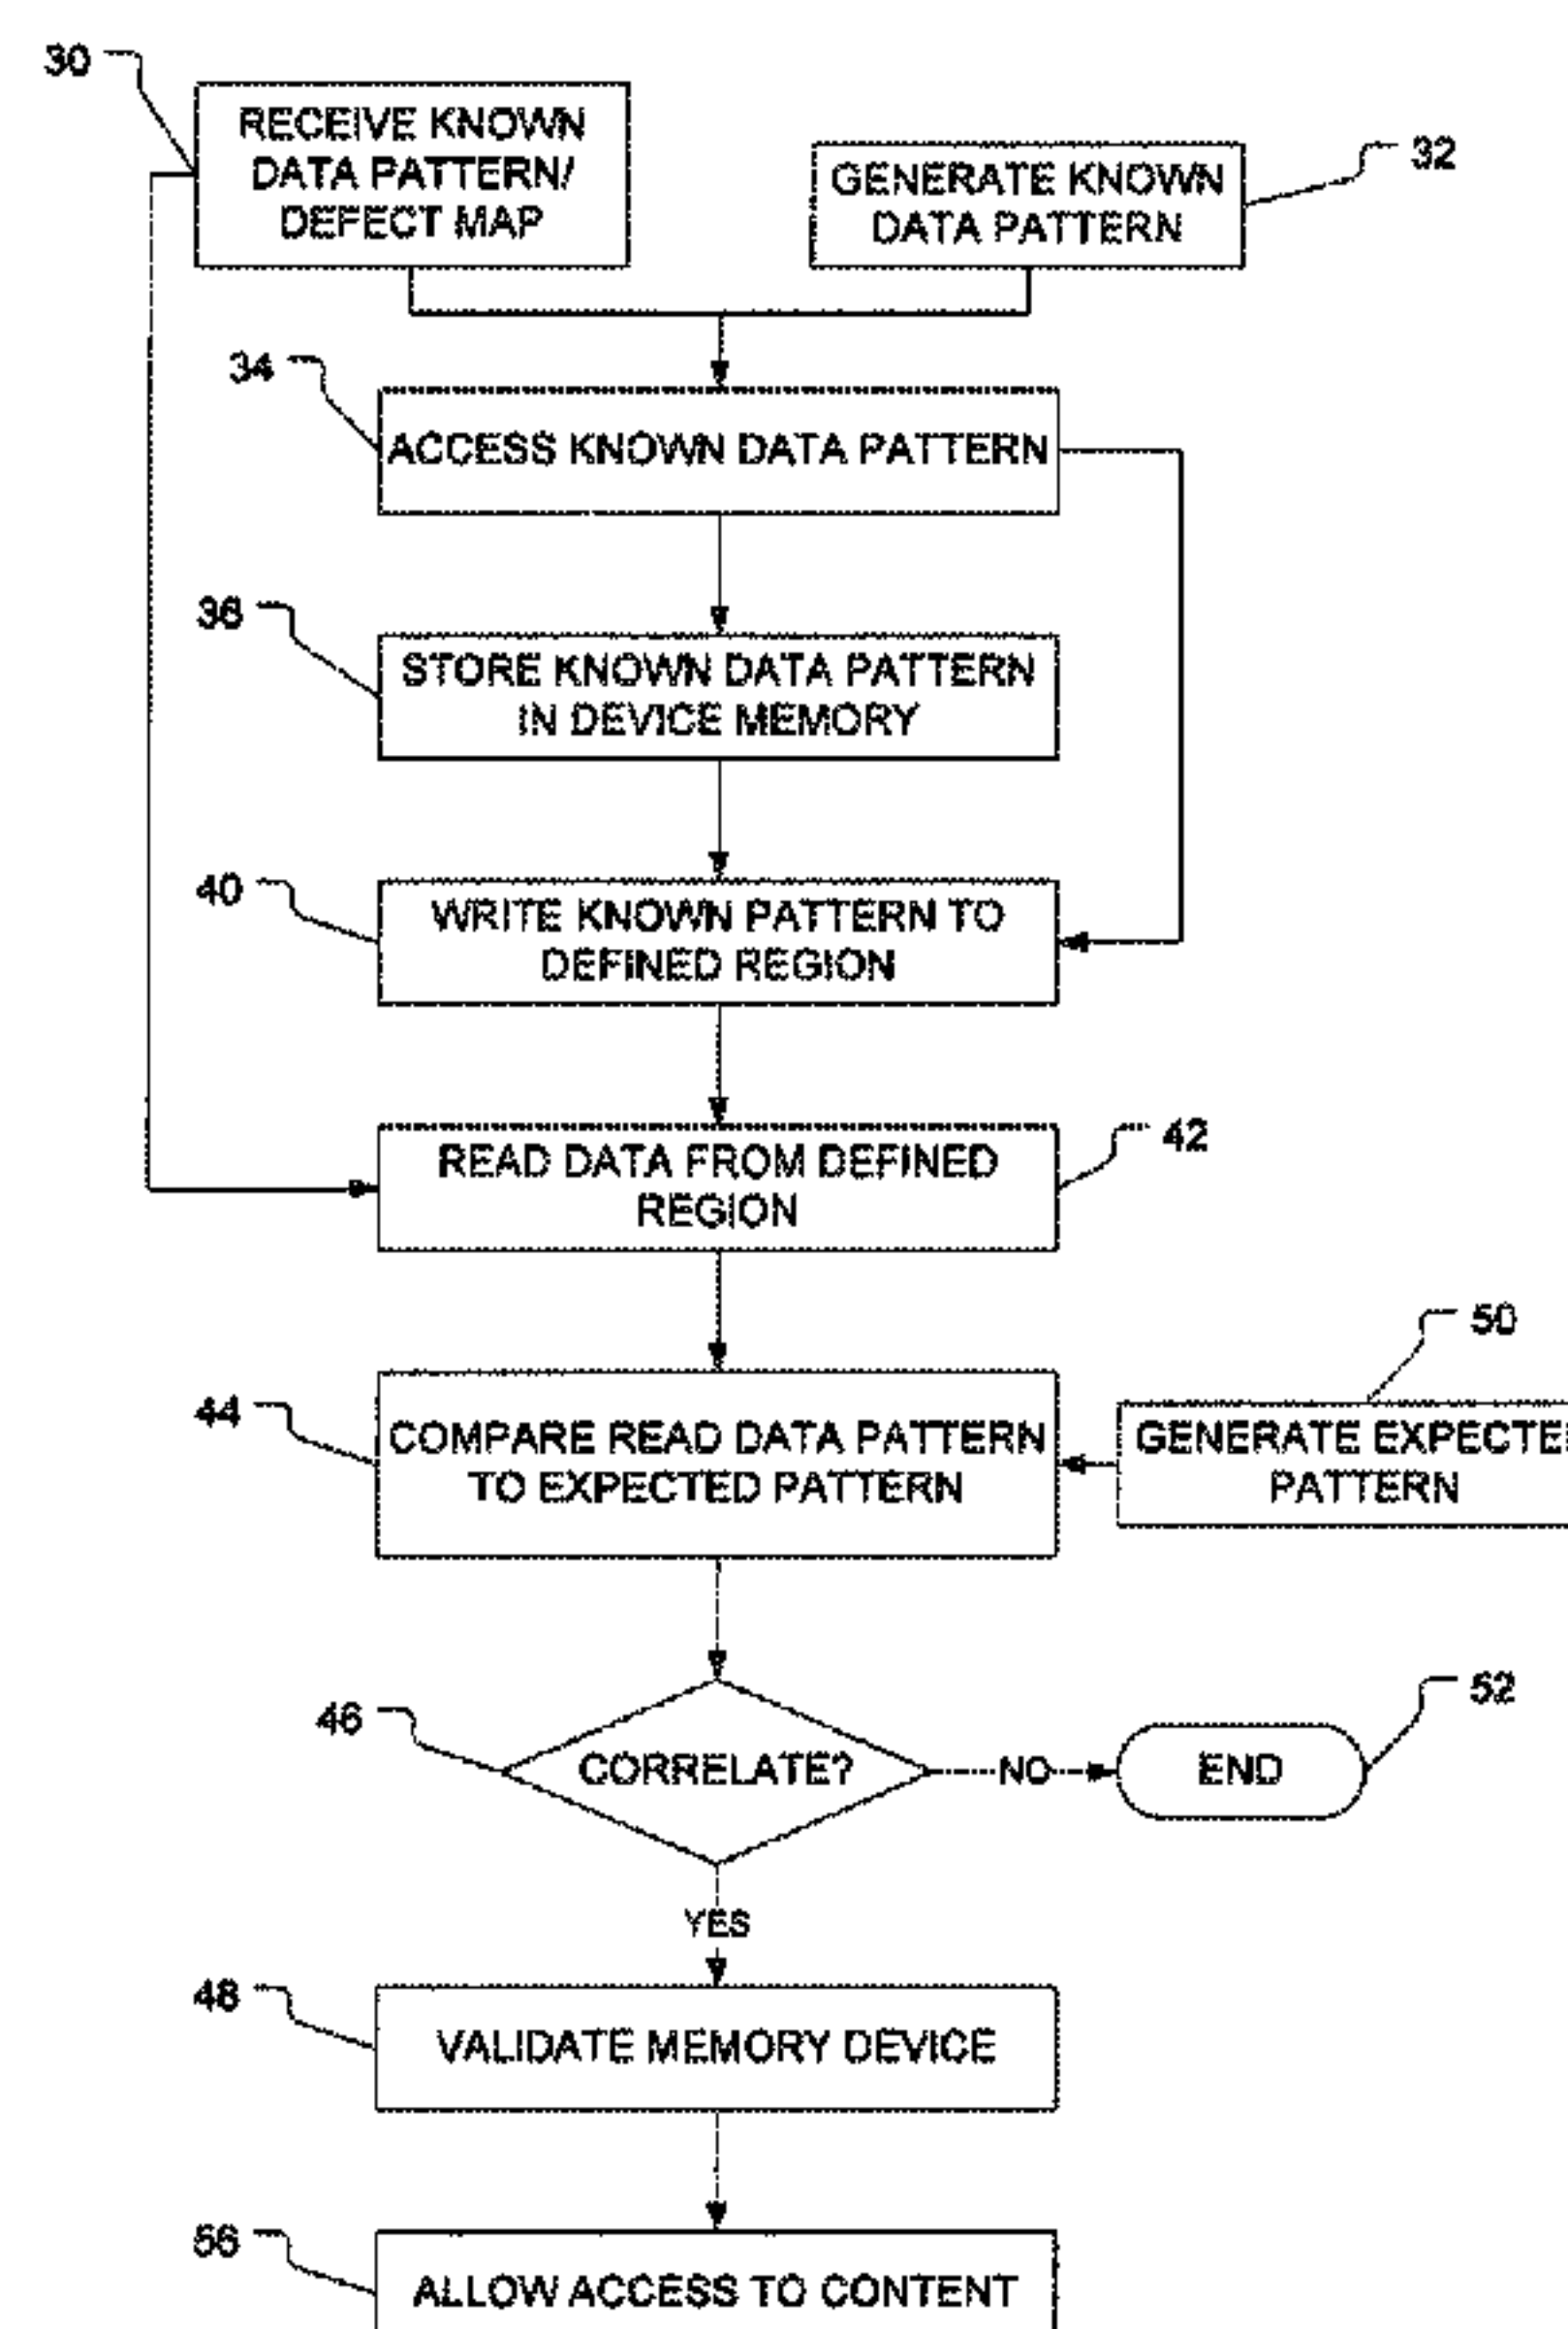 30
RECEIVE KNOWN
DATA PATTERN/
DEFECT MAP
GENERATE KNOWN
DATA PATTERN
32
34
ACCESS KNOWN DATA PATTERN
36
STORE KNOWN DATA PATTERN
IN DEVICE MEMORY
40
WRITE KNOWN PATTERN TO
DEFINED REGION
READ DATA FROM DEFINED
REGION
42
50
44
COMPARE READ DATA PATTERN
TO EXPECTED PATTERN
GENERATE EXPECTE
PATTERN
46
CORRELATE?
NO
END
52
YES
48
VALIDATE MEMORY DEVICE
56
ALLOW ACCESS TO CONTENT